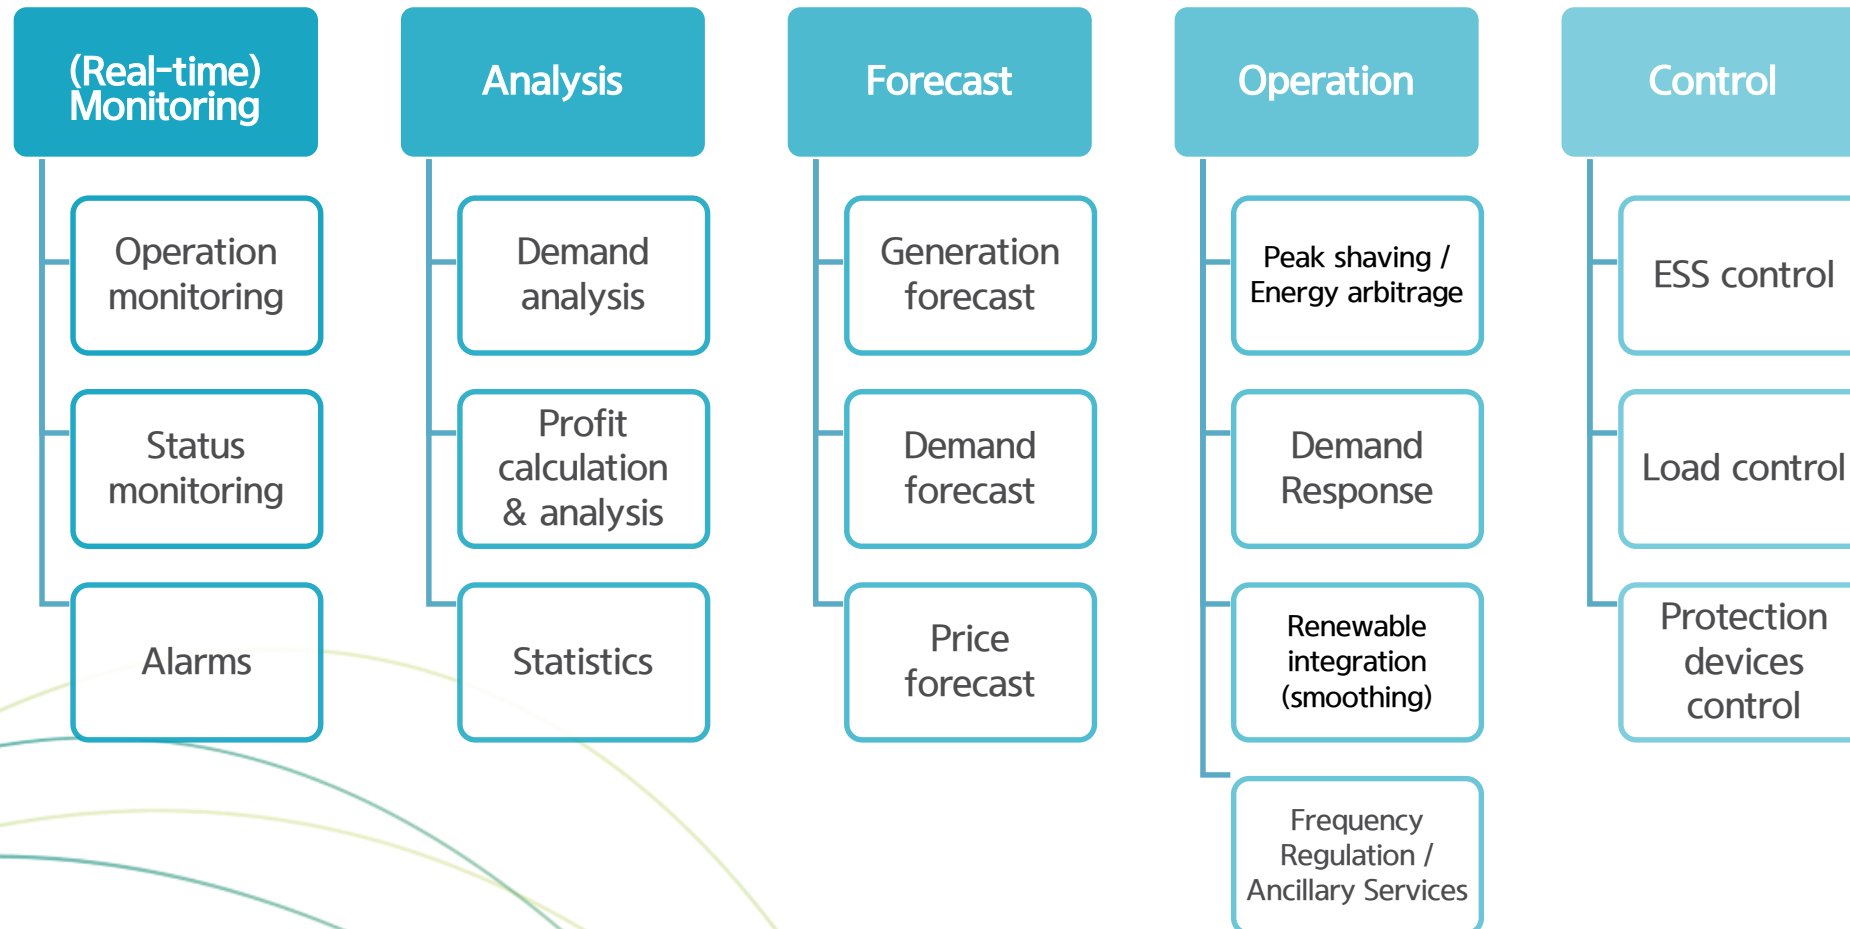 (Real-time)
Monitoring
Operation
monitoring
Status
monitoring
Alarms
Analysis
Demand
analysis
Profit
calculation
& analysis
Statistics
Forecast
Generation
forecast
Demand
forecast
Price
forecast
Operation
Peak shaving /
Energy arbitrage
Demand
Response
Renewable
integration
(smoothing)
Frequency
Regulation /
Ancillary Services
Control
ESS control
Load control
Protection
devices
control